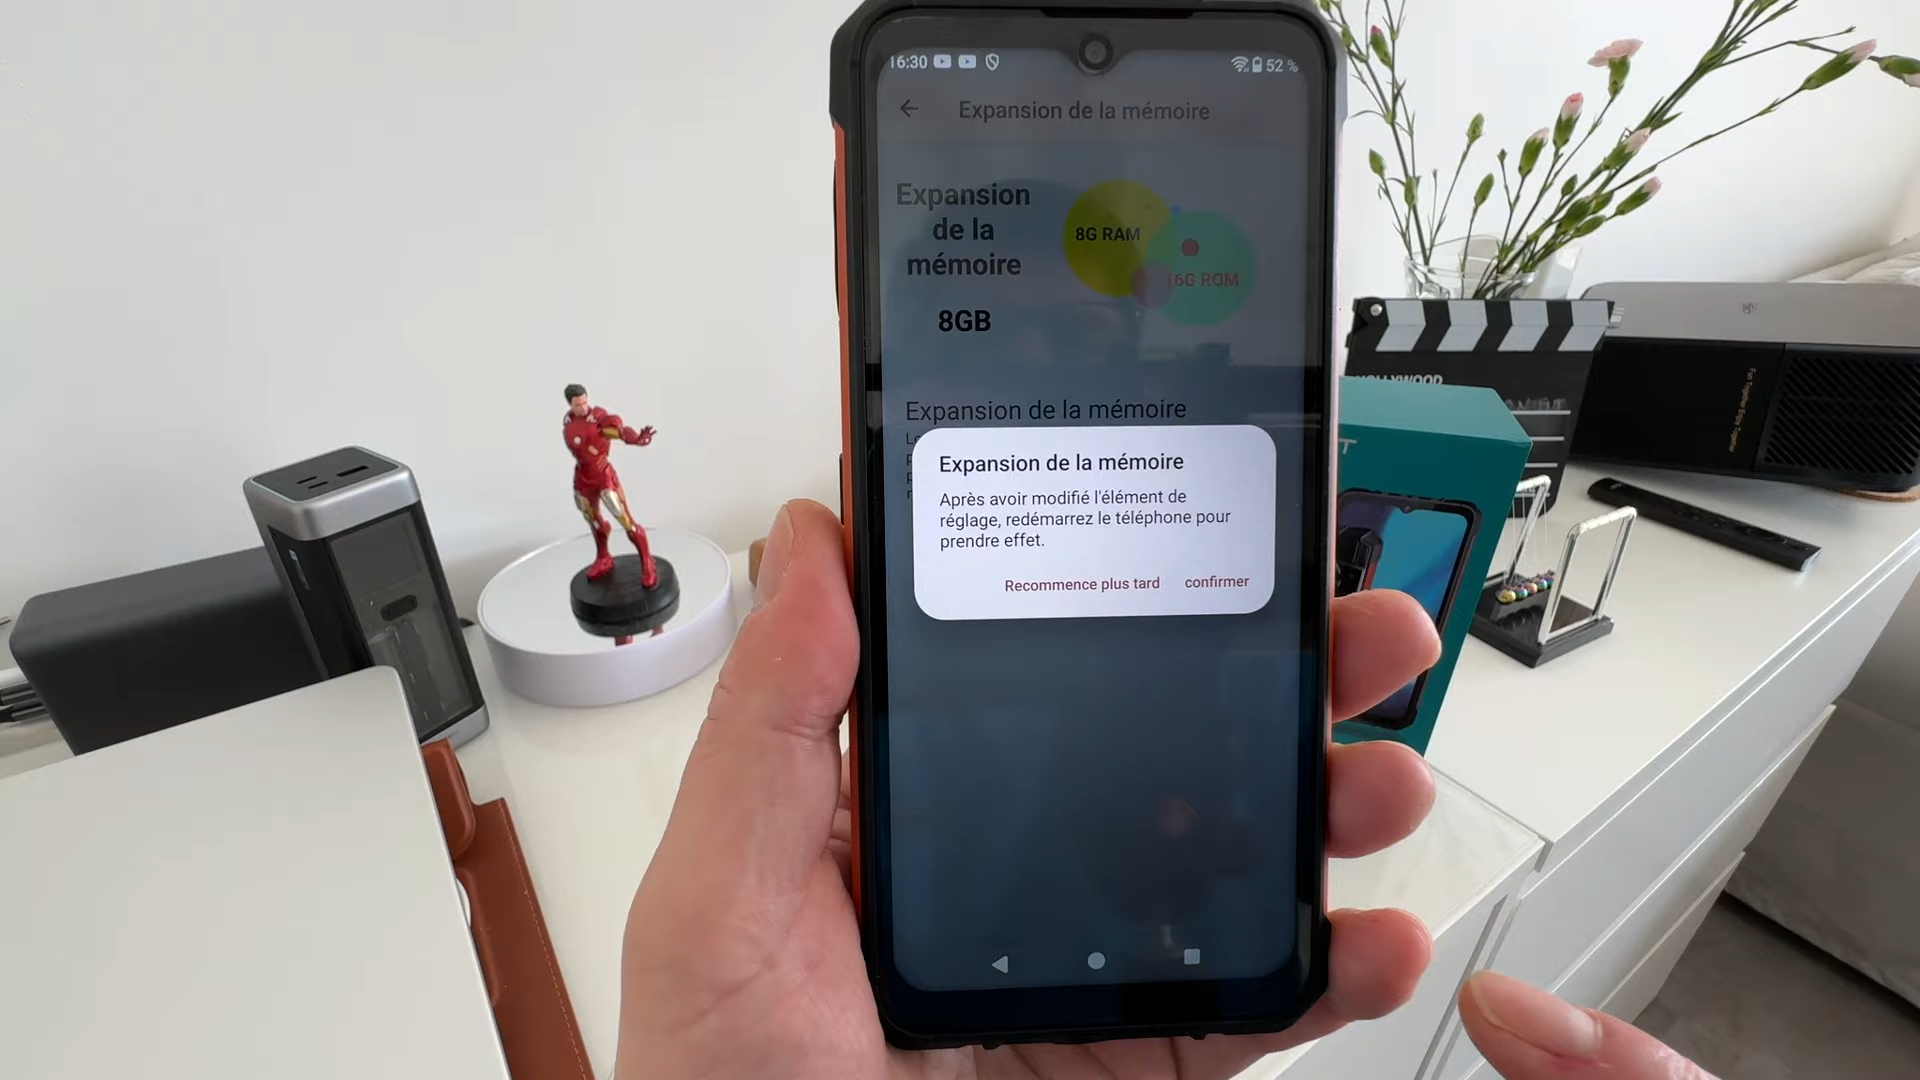 16:30
52 %
Expansion de la mémoire
Expansion
de la
mémoire
8GB
8G RAM
16G ROM
Expansion de la mémoire
Expansion de la mémoire
Après avoir modifié l'élément de
réglage, redémarrez le téléphone pour
prendre effet.
Recommence plus tard
confirmer
HOLLYWOOD